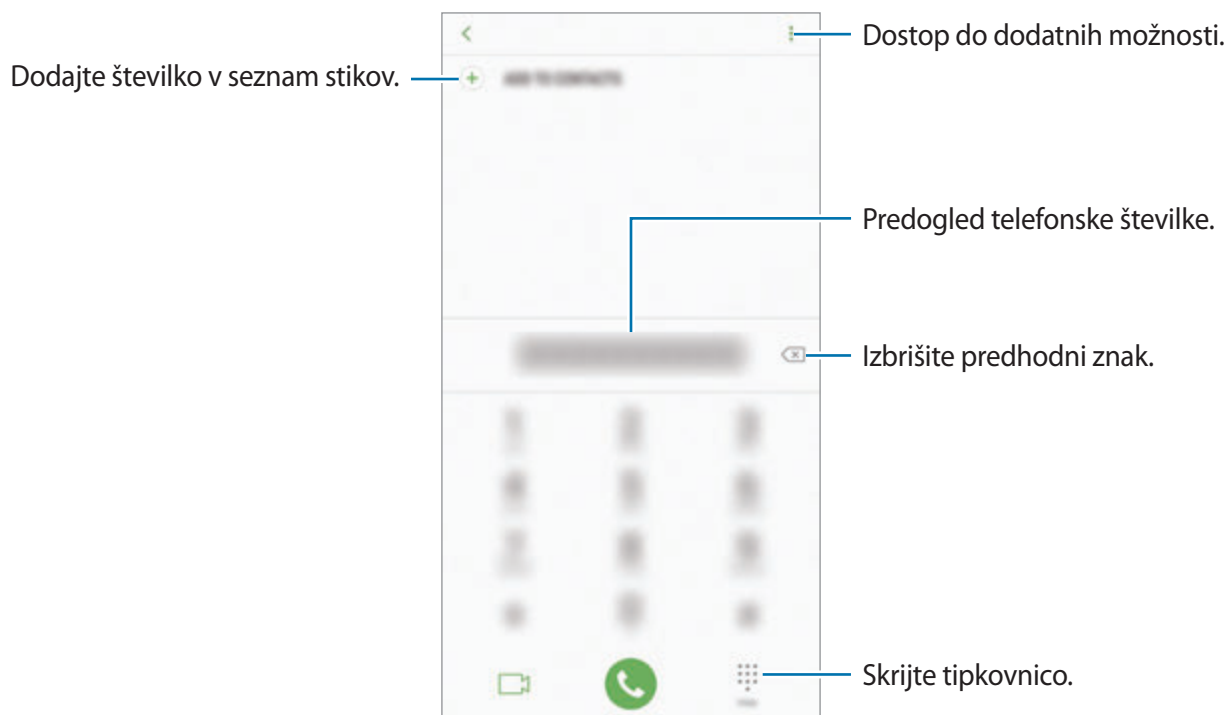 Dostop do dodatnih možnosti.
Dodajte številko v seznam stikov.
ADD TO CONTACTS
Predogled telefonske številke.
Izbrišite predhodni znak.
Skrijte tipkovnico.